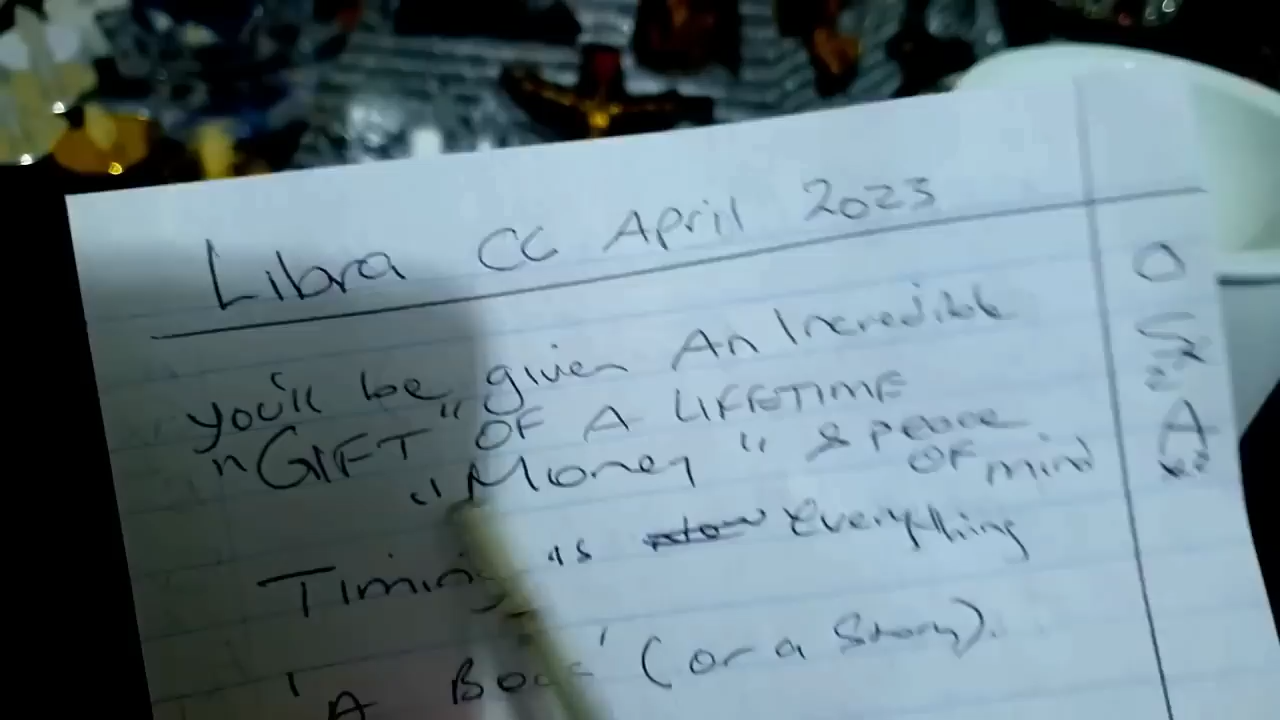 Libra CC April 2023
you'll be given An Incredible
"GIFT" OF A LIFETIME
"Money" & peace
OF mind
Timing is everything
'A Book' (or a Story).
O
A